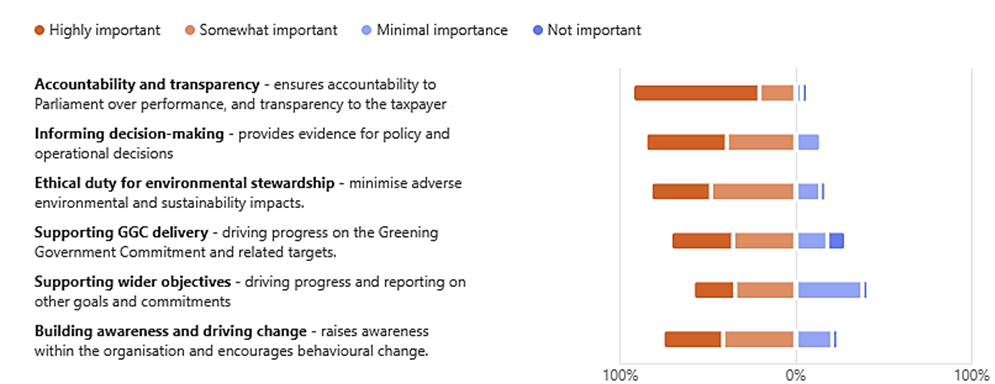 Highly important
Somewhat important
Minimal importance
Not important
Accountability and transparency - ensures accountability to
Parliament over performance, and transparency to the taxpayer
Informing decision-making - provides evidence for policy and
operational decisions
Ethical duty for environmental stewardship - minimise adverse
environmental and sustainability impacts.
Supporting GGC delivery - driving progress on the Greening
Government Commitment and related targets.
Supporting wider objectives - driving progress and reporting on
other goals and commitments
Building awareness and driving change - raises awareness
within the organisation and encourages behavioural change.
100%
0%
100%